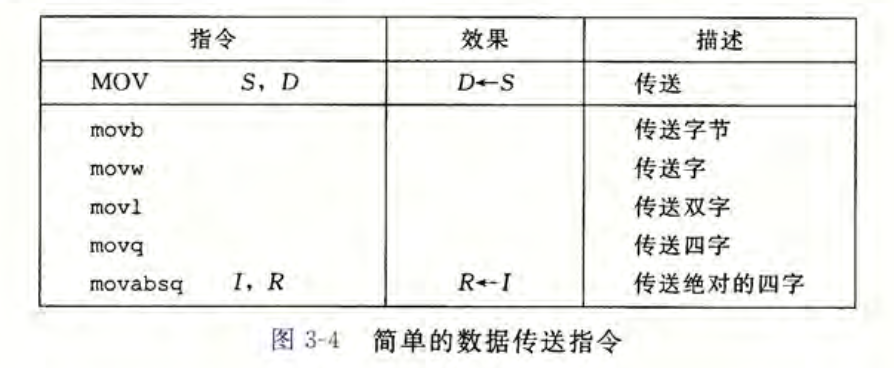 指令 效果 描述
MOV S, D D←S 传送
movb 传送字节
movw 传送字
movl 传送双字
movq 传送四字
movabsq I, R R←I 传送绝对的四字
图 3-4 简单的数据传送指令